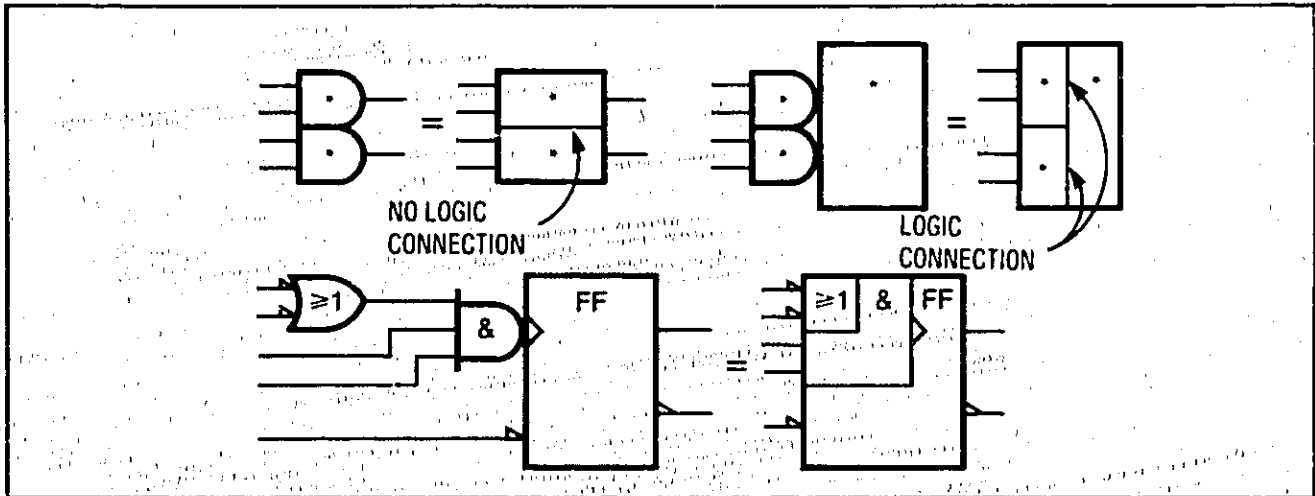 * = * * = * *
* * * *
NO LOGIC
CONNECTION
LOGIC
CONNECTION
≥1 & FF = ≥1 & FF